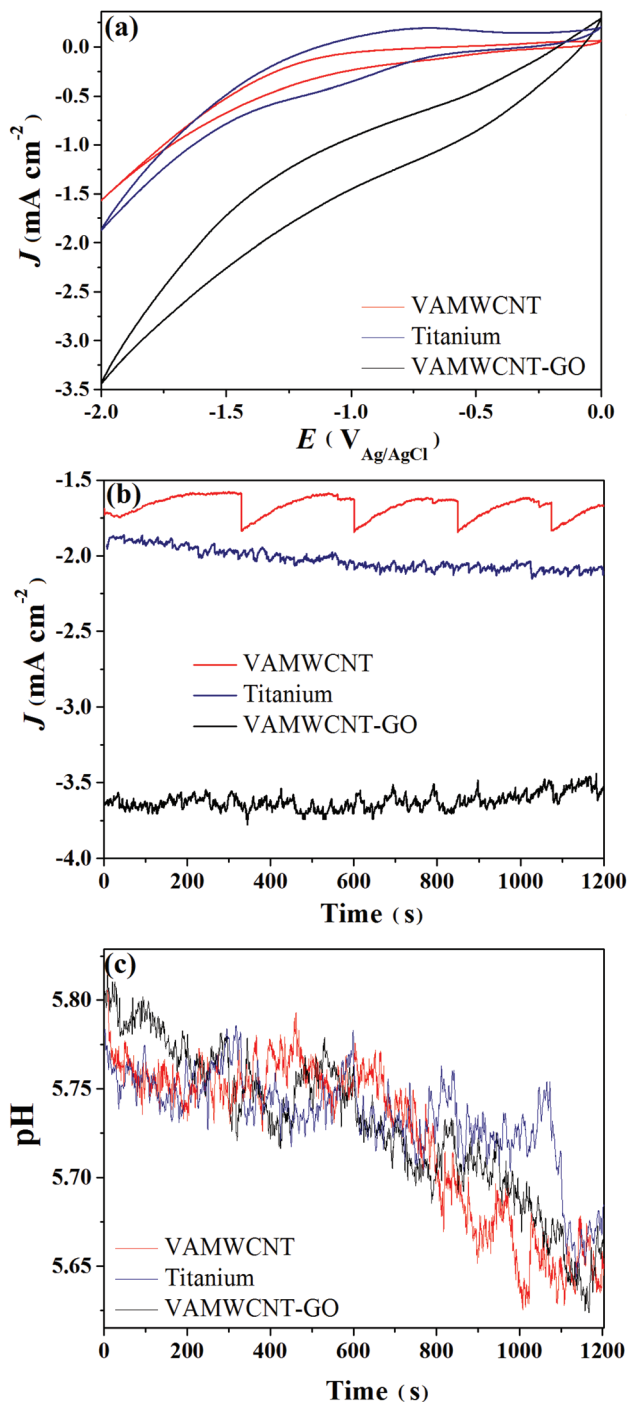 (a)
0.0
-0.5
-1.0
-1.5
-2.0
-2.5
-3.0
-3.5
J (mA cm-2)
VAMWCNT
Titanium
VAMWCNT-GO
-2.0 -1.5 -1.0 -0.5 0.0
E ( V Ag/AgCl )
(b)
-1.5
-2.0
-2.5
-3.0
-3.5
-4.0
J (mA cm-2)
VAMWCNT
Titanium
VAMWCNT-GO
0 200 400 600 800 1000 1200
Time (s)
(c)
5.80
5.75
5.70
5.65
pH
VAMWCNT
Titanium
VAMWCNT-GO
0 200 400 600 800 1000 1200
Time (s)